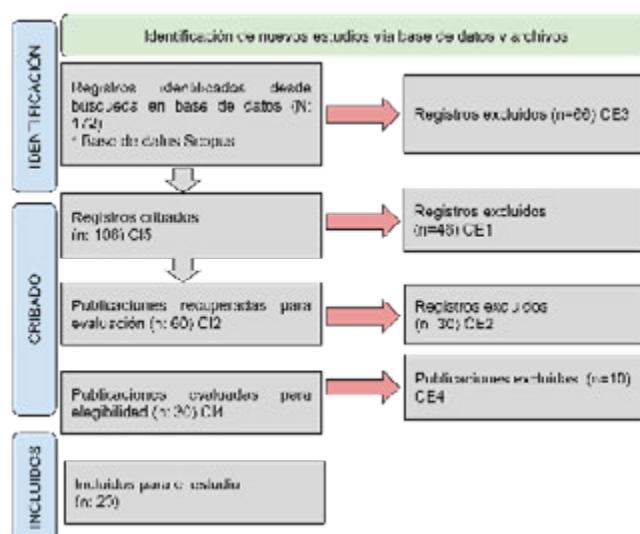 Identificación de nuevos estudios via base de datos y archivos
IDENTIFICACIÓN
Registros identificados desde
busqueda en base de datos (N:
172)
* Base de datos Scopus
Registros excluidos (n=66) CE3
CRIBADO
Registros cribados
(n: 106) CI5
Registros excluidos
(n=46) CE1
Publicaciones recuperadas para
evaluación (n: 60) CI2
Registros excluidos
(n: 30) CE2
Publicaciones evaluadas para
elegibilidad (n: 30) CI4
Publicaciones excluidas (n=10)
CE4
INCLUIDOS
Incluidos para el estudio
(n: 20)